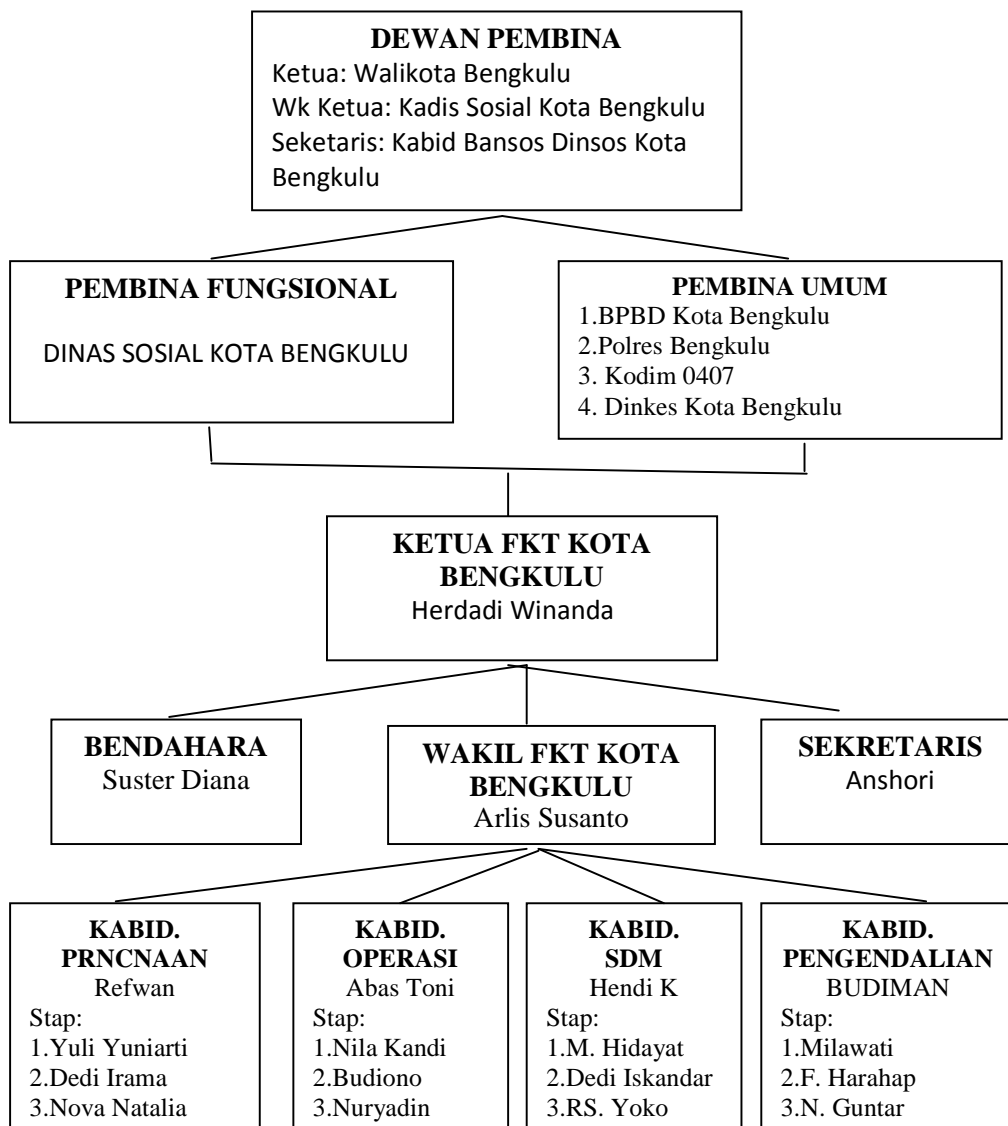 DEWAN PEMBINA
Ketua: Walikota Bengkulu
Wk Ketua: Kadis Sosial Kota Bengkulu
Seketaris: Kabid Bansos Dinsos Kota
Bengkulu
PEMBINA FUNGSIONAL
DINAS SOSIAL KOTA BENGKULU
PEMBINA UMUM
1.BPBD Kota Bengkulu
2.Polres Bengkulu
3. Kodim 0407
4. Dinkes Kota Bengkulu
KETUA FKT KOTA
BENGKULU
Herdadi Winanda
BENDAHARA
Suster Diana
WAKIL FKT KOTA
BENGKULU
Arlis Susanto
SEKRETARIS
Anshori
KABID.
PRNCNAAN
Refwan
Stap:
1.Yuli Yuniarti
2.Dedi Irama
3.Nova Natalia
KABID.
OPERASI
Abas Toni
Stap:
1.Nila Kandi
2.Budiono
3.Nuryadin
KABID.
SDM
Hendi K
Stap:
1.M. Hidayat
2.Dedi Iskandar
3.RS. Yoko
KABID.
PENGENDALIAN
BUDIMAN
Stap:
1.Milawati
2.F. Harahap
3.N. Guntar